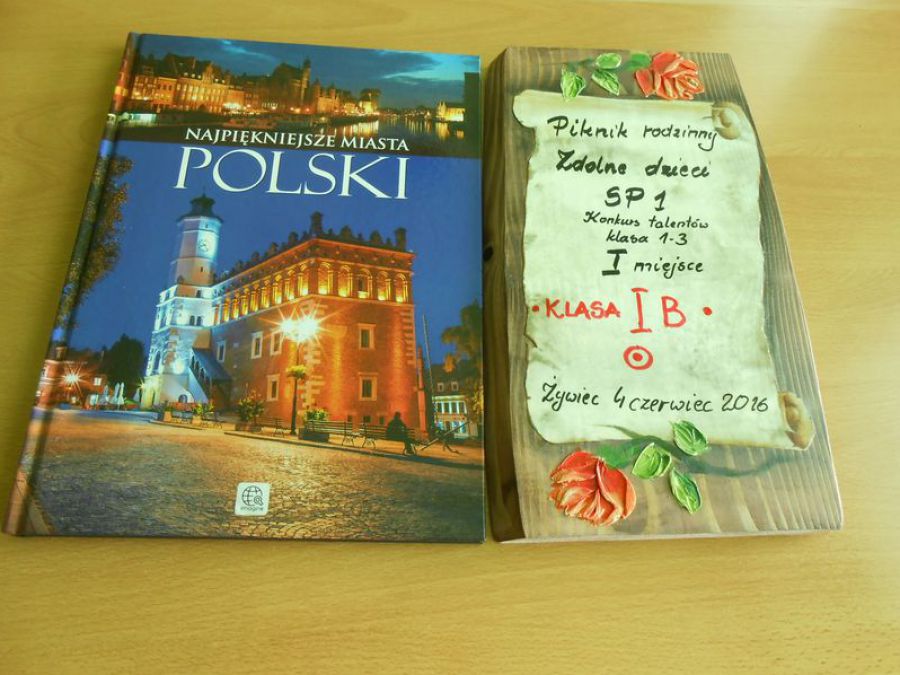 NAJPIĘKNIEJSZE MIASTA
POLSKI
imagine
Piknik rodzinny
Zdolne dzieci
SP 1
Konkurs talentów
klasa 1-3
I miejsce
• KLASA I B •
Żywiec 4 czerwiec 2016